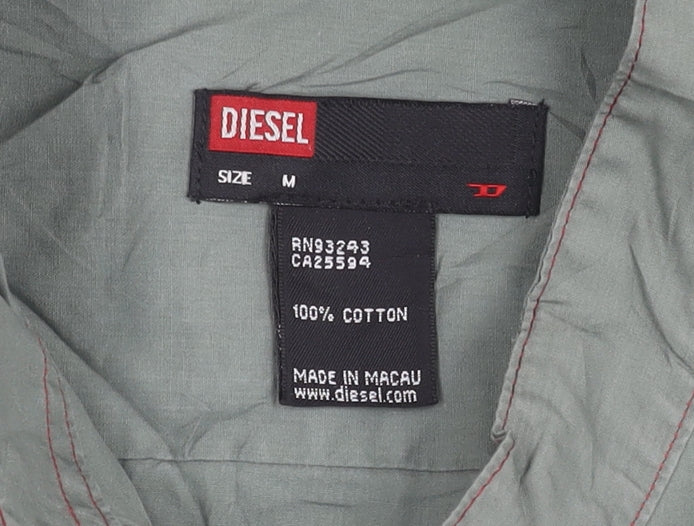 DIESEL
SIZE M
D
RN93243
CA25594
100% COTTON
MADE IN MACAU
www.diesel.com